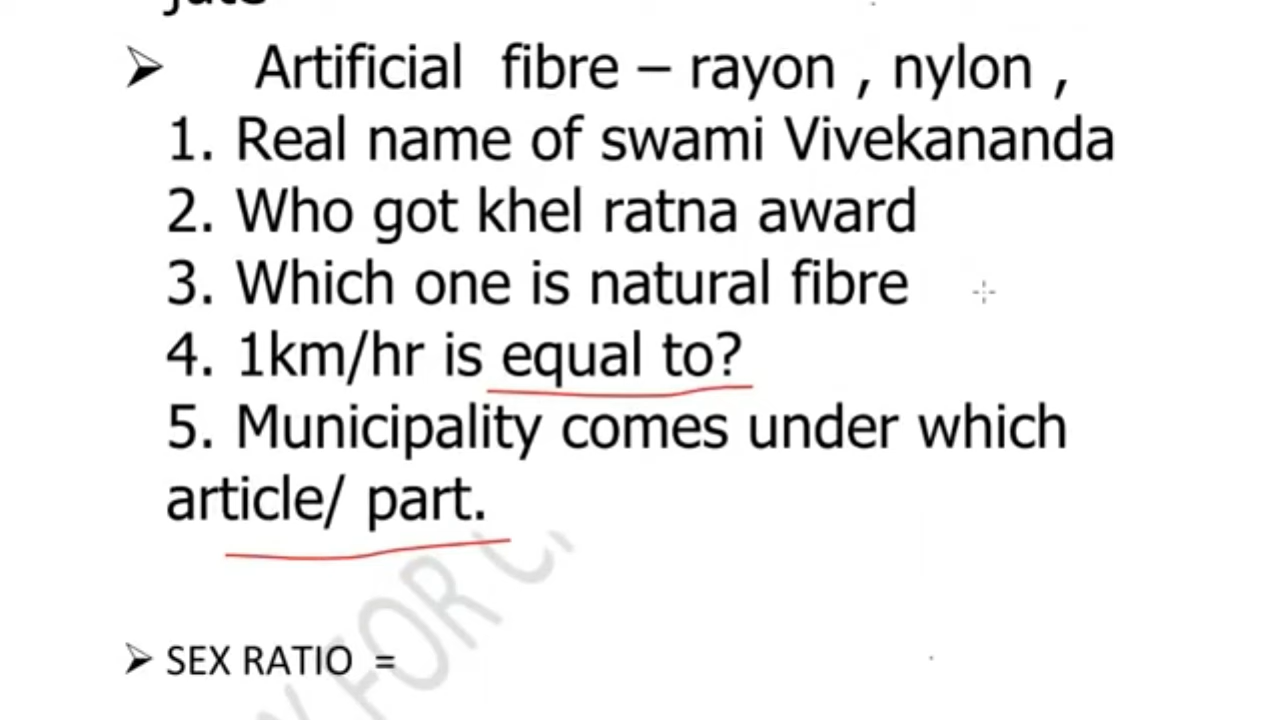 ➢ Artificial fibre – rayon , nylon ,
1. Real name of swami Vivekananda
2. Who got khel ratna award
3. Which one is natural fibre
4. 1km/hr is equal to?
5. Municipality comes under which
article/ part.
FOR
➢ SEX RATIO =